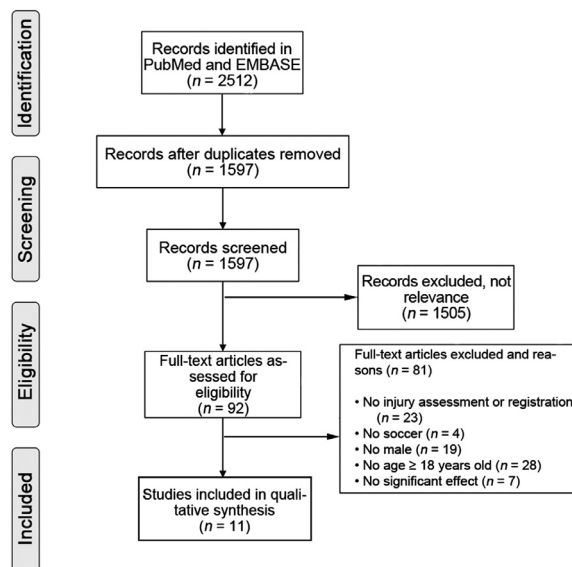 Identification
Records identified in
PubMed and EMBASE
(n = 2512)
Records after duplicates removed
(n = 1597)
Screening
Records screened
(n = 1597)
Records excluded, not
relevance
(n = 1505)
Eligibility
Full-text articles as-
sessed for
eligibility
(n = 92)
Full-text articles excluded and rea-
sons (n = 81)
• No injury assessment or registration
(n = 23)
• No soccer (n = 4)
• No male (n = 19)
• No age ≥ 18 years old (n = 28)
• No significant effect (n = 7)
Included
Studies included in quali-
tative synthesis
(n = 11)